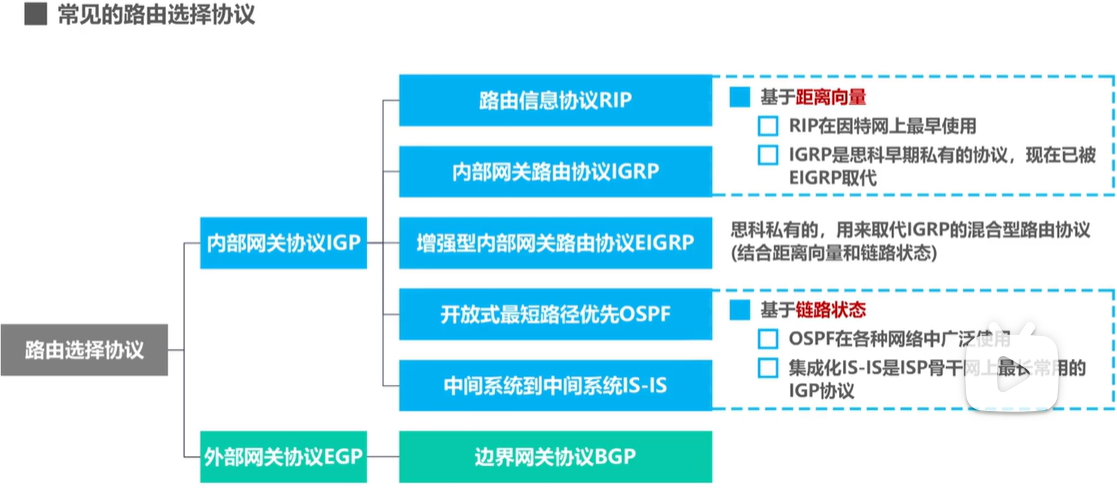 常见的路由选择协议
路由信息协议RIP
基于距离向量
RIP在因特网上最早使用
IGRP是思科早期私有的协议，现在已被
EIGRP取代
内部网关路由协议IGRP
内部网关协议IGP
增强型内部网关路由协议EIGRP
思科私有的，用来取代IGRP的混合型路由协议
(结合距离向量和链路状态)
开放式最短路径优先OSPF
基于链路状态
OSPF在各种网络中广泛使用
集成化IS-IS是ISP骨干网上最长常用的
IGP协议
路由选择协议
中间系统到中间系统IS-IS
外部网关协议EGP
边界网关协议BGP